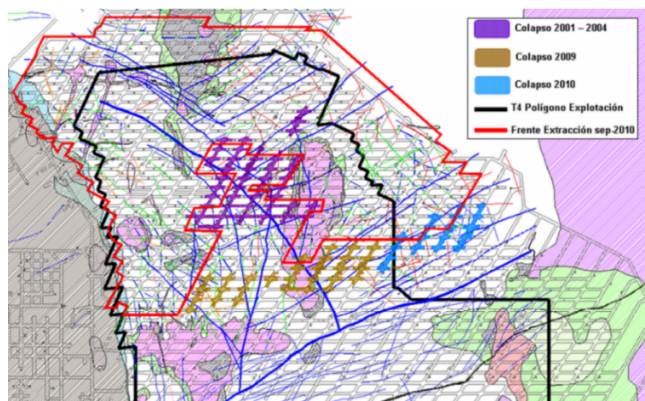 Colapso 2001 – 2004
Colapso 2009
Colapso 2010
T4 Polígono Explotación
Frente Extracción sep-2010